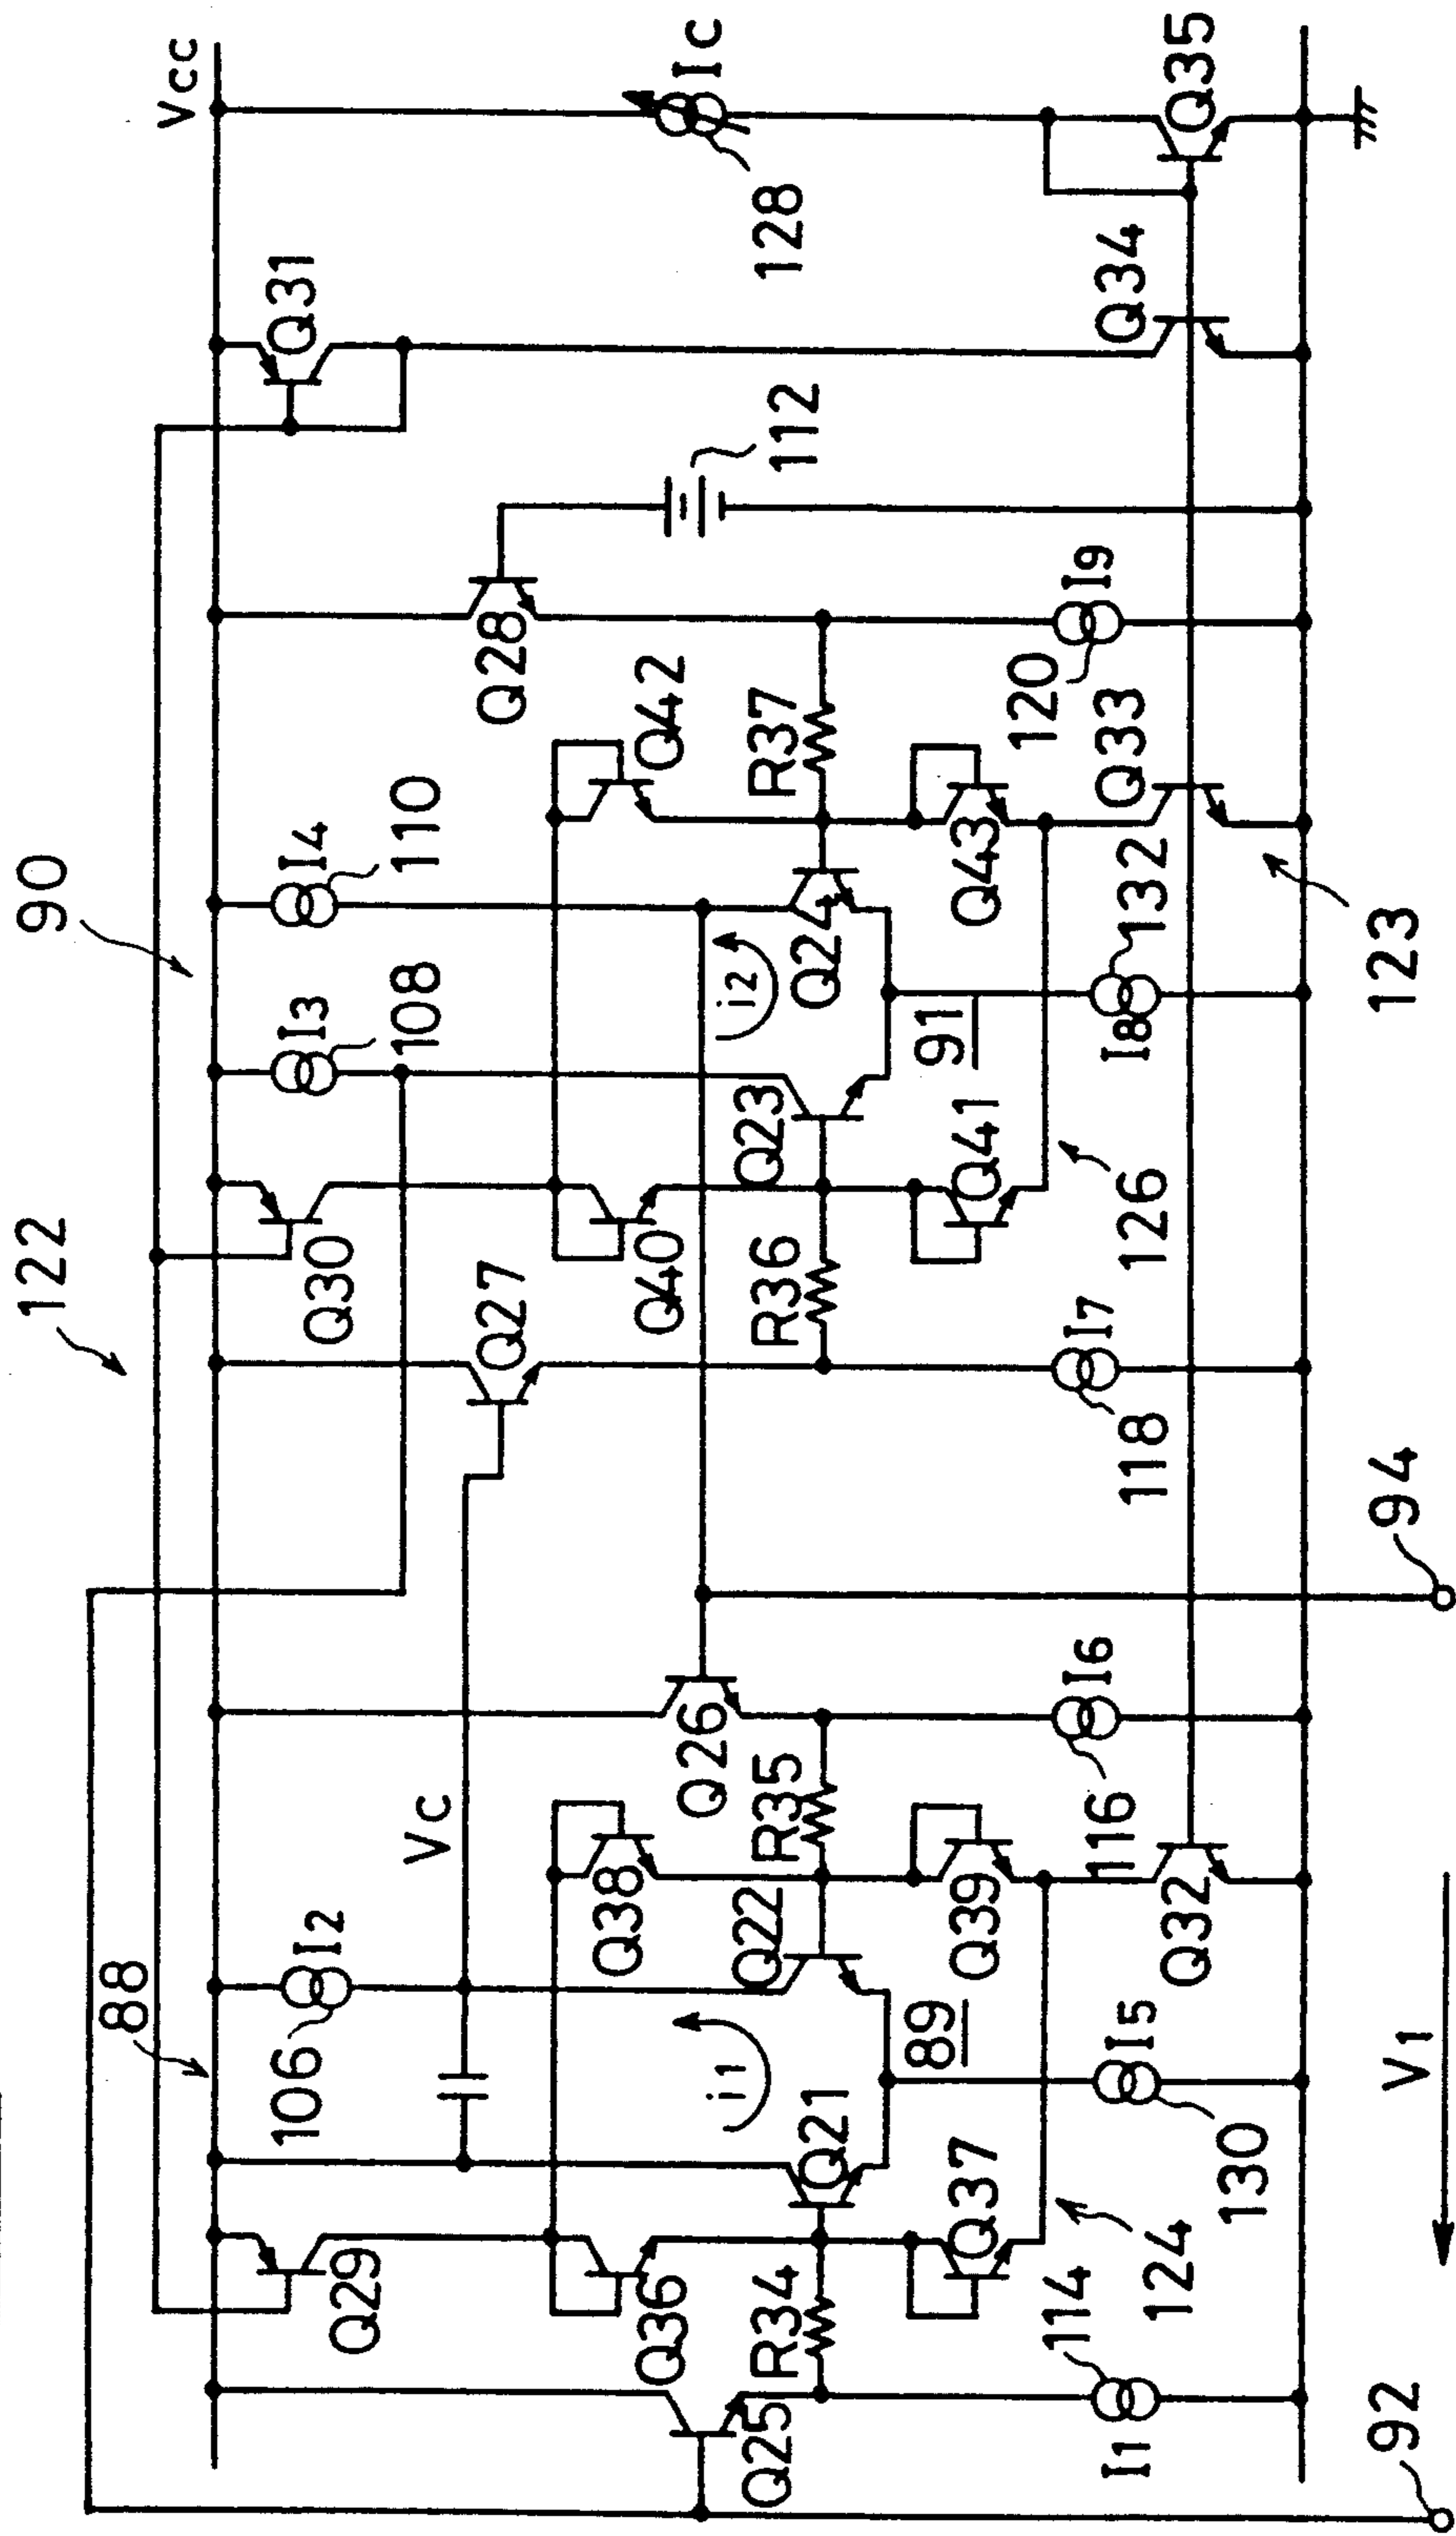 122
90
88
Vcc
Q29
106
I2
Vc
Q30
I3
108
I4
110
Q31
Q27
Q28
112
IC
128
Q25
Q36
i1
Q38
Q26
Q40
i2
Q42
R34
Q21
Q22
R35
R36
Q23
Q24
R37
Q37
89
Q39
Q41
91
Q43
I1
114
124
130
I5
116
I6
118
I7
126
I8
132
120
I9
Q32
Q33
Q34
Q35
123
92
V1
94